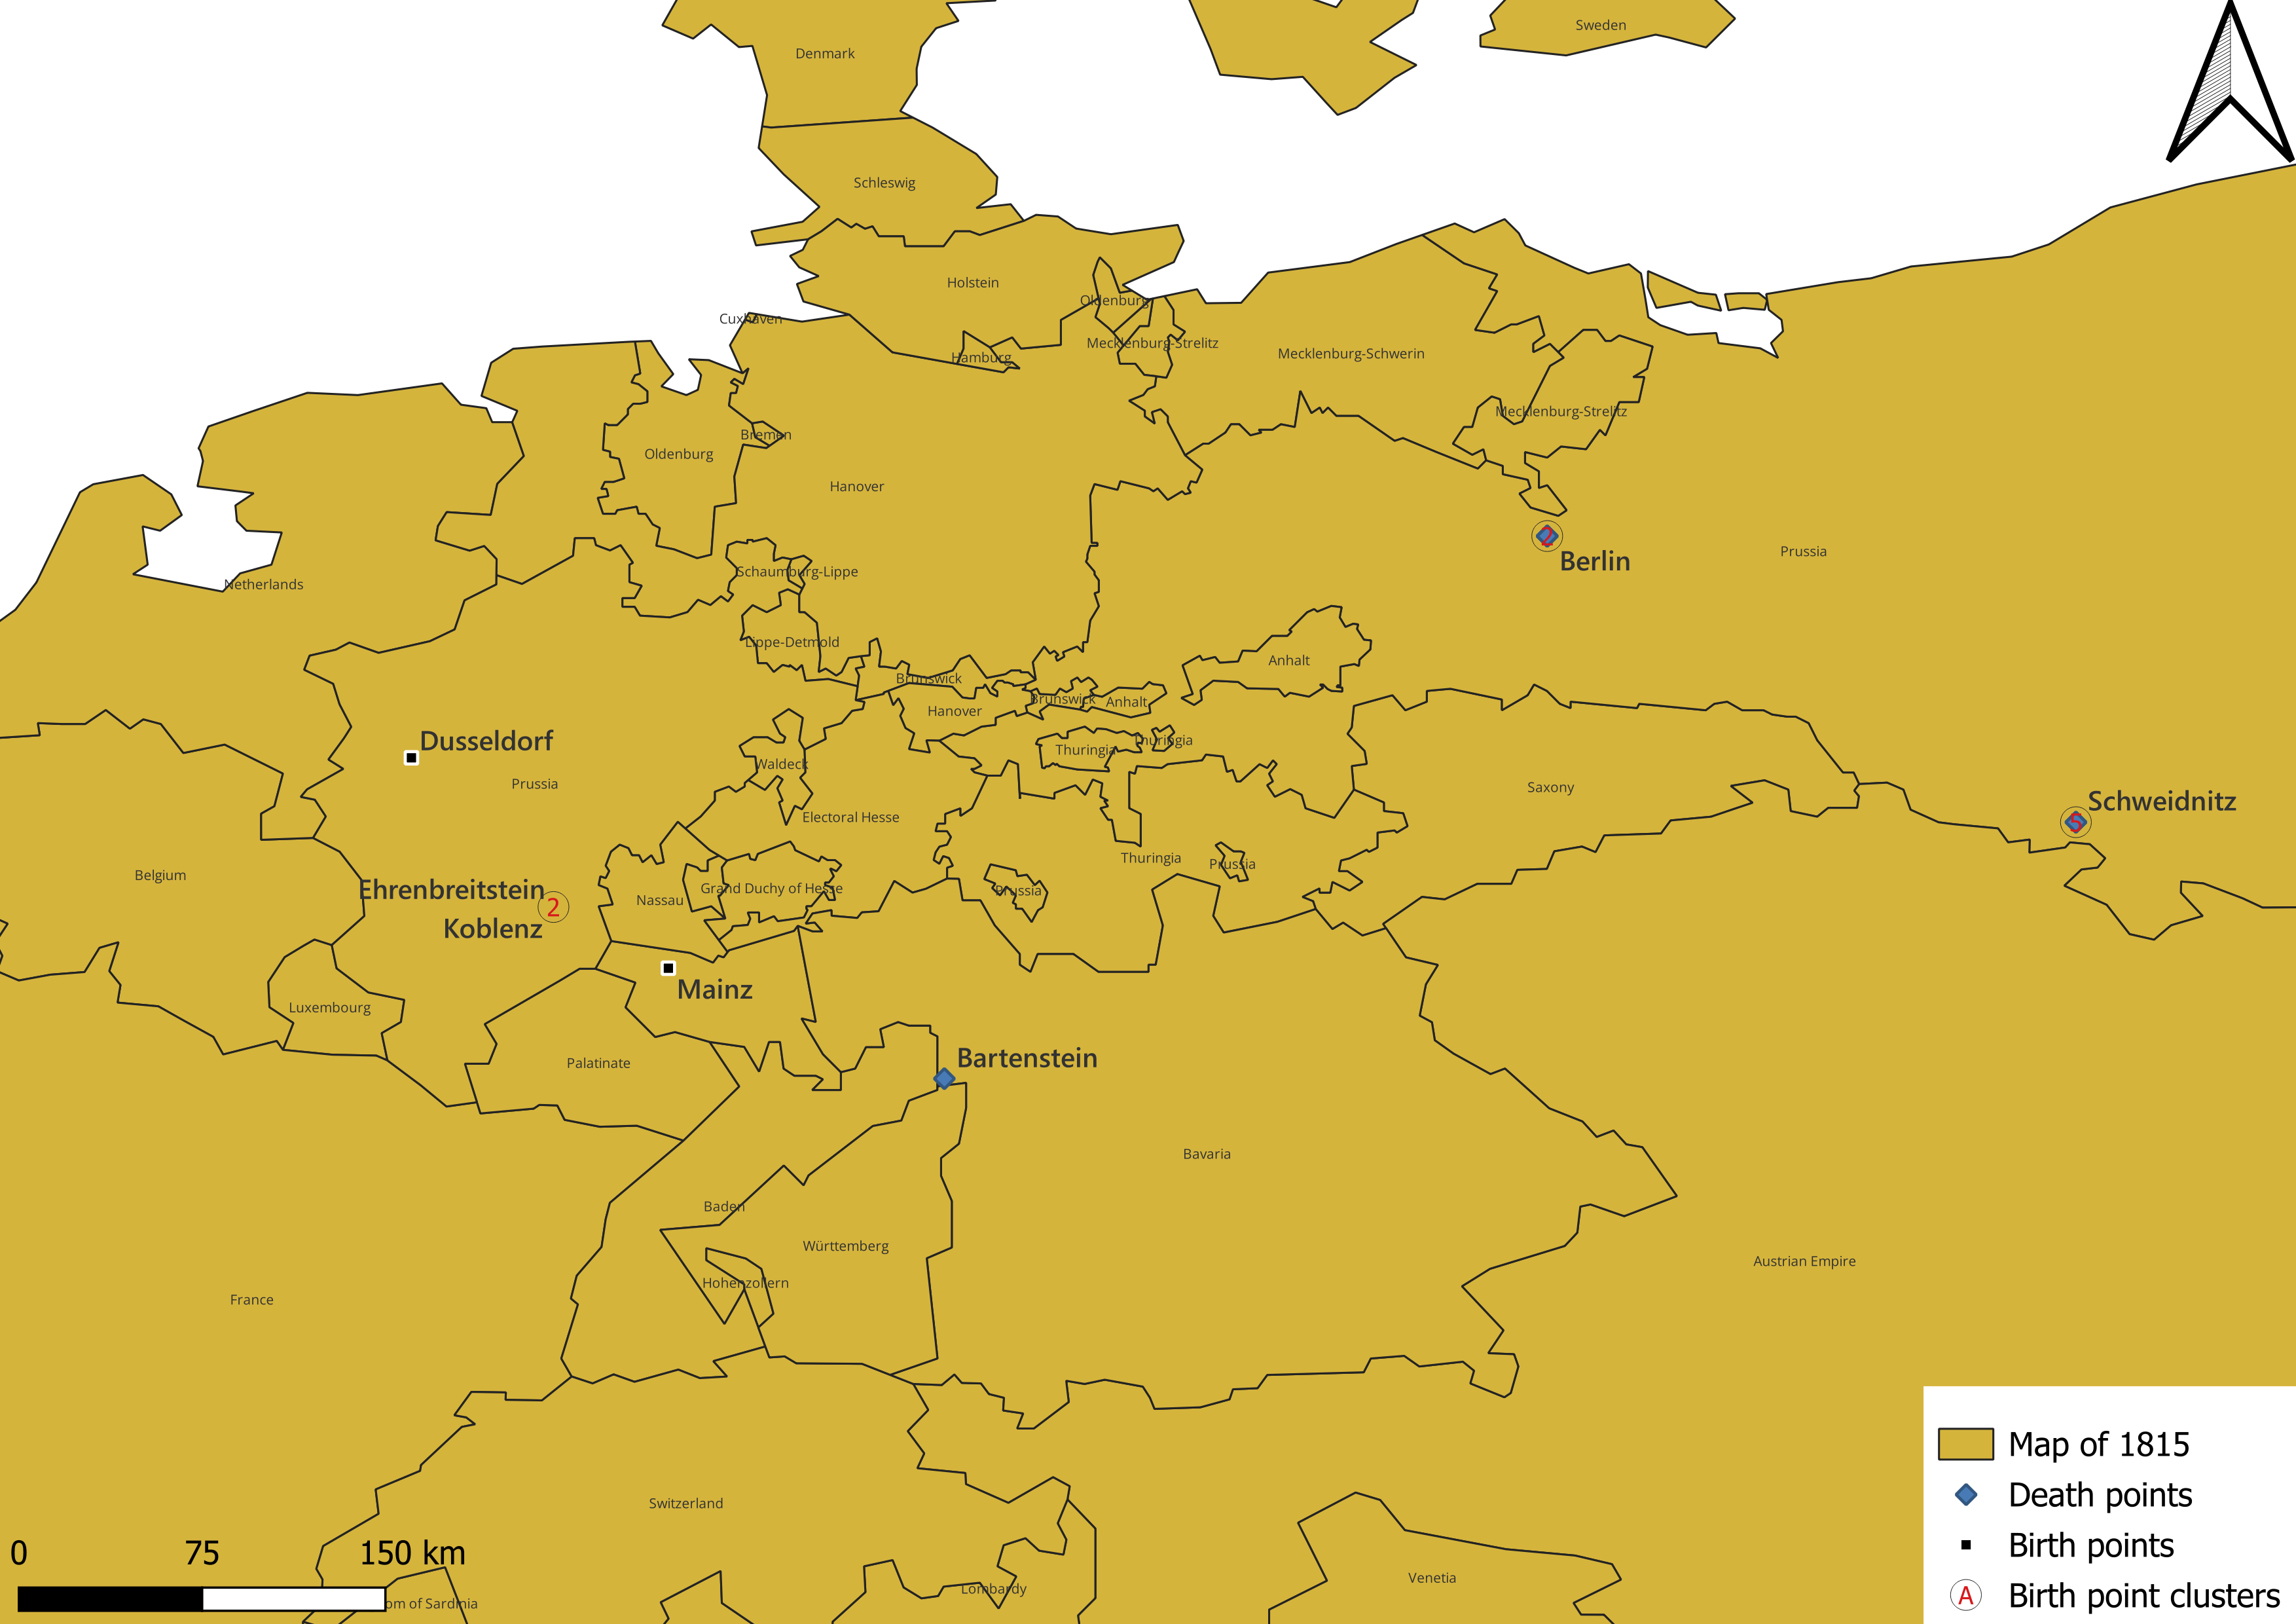 Sweden
Denmark
Schleswig
Holstein
Oldenburg
Cuxhaven
Mecklenburg-Strelitz
Hamburg
Mecklenburg-Schwerin
Mecklenburg-Strelitz
Bremen
Oldenburg
Hanover
2
Berlin
Prussia
Schaumburg-Lippe
Netherlands
Lippe-Detmold
Anhalt
Brunswick
Brunswick
Anhalt
Hanover
Dusseldorf
Thuringia
Thuringia
Waldeck
Prussia
Saxony
Schweidnitz
5
Electoral Hesse
Thuringia
Prussia
Belgium
Ehrenbreitstein
Grand Duchy of Hesse
Prussia
Nassau
2
Koblenz
Mainz
Luxembourg
Bartenstein
Palatinate
Bavaria
Baden
Württemberg
Austrian Empire
Hohenzollern
France
Map of 1815
Death points
Switzerland
0 75 150 km
Birth points
Venetia
Lombardy
A Birth point clusters
om of Sardinia